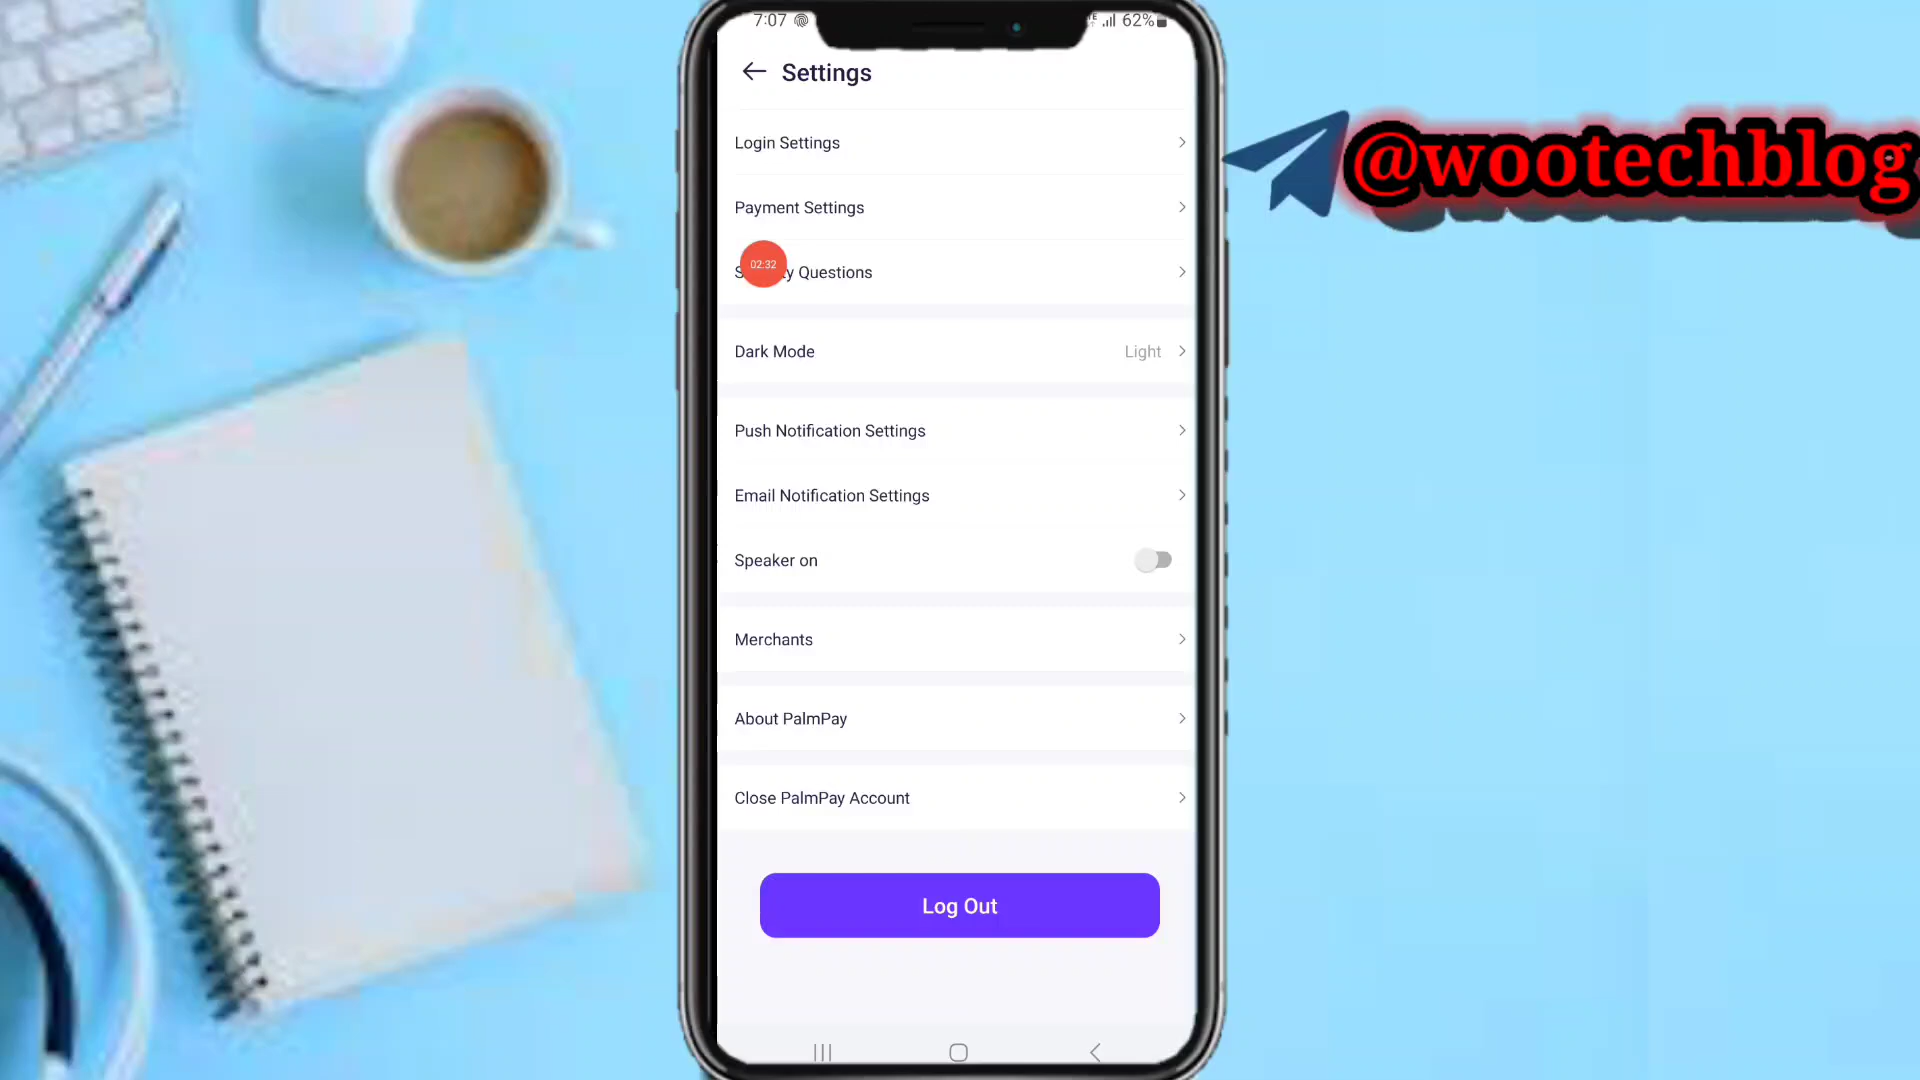 7:07 62%
@wootechblog
Settings
Login Settings
Payment Settings
02:32
Questions
Dark Mode Light
Push Notification Settings
Email Notification Settings
Speaker on
Merchants
About PalmPay
Close PalmPay Account
Log Out